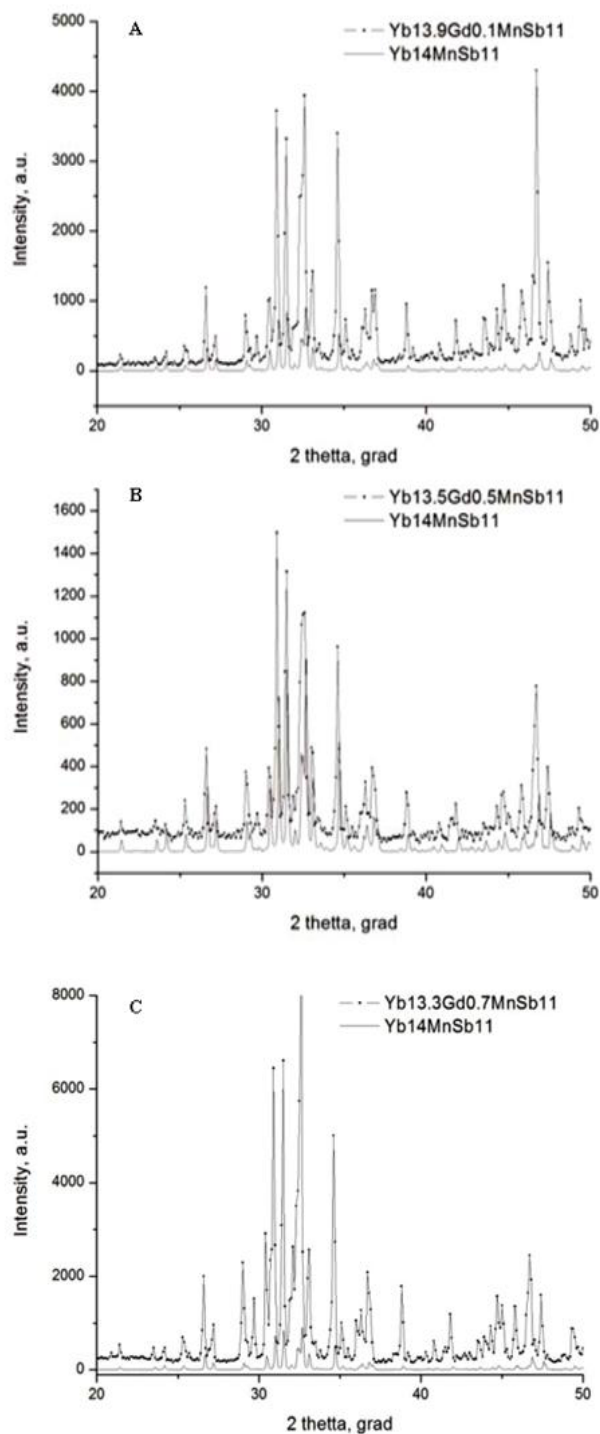 A
Yb13.9Gd0.1MnSb11
Yb14MnSb11
5000
4000
3000
2000
1000
0
Intensity, a.u.
20 30 40 50
2 thetta, grad
B
Yb13.5Gd0.5MnSb11
Yb14MnSb11
1600
1400
1200
1000
800
600
400
200
0
Intensity, a.u.
20 30 40 50
2 thetta, grad
C
Yb13.3Gd0.7MnSb11
Yb14MnSb11
8000
6000
4000
2000
0
Intensity, a.u.
20 30 40 50
2 thetta, grad